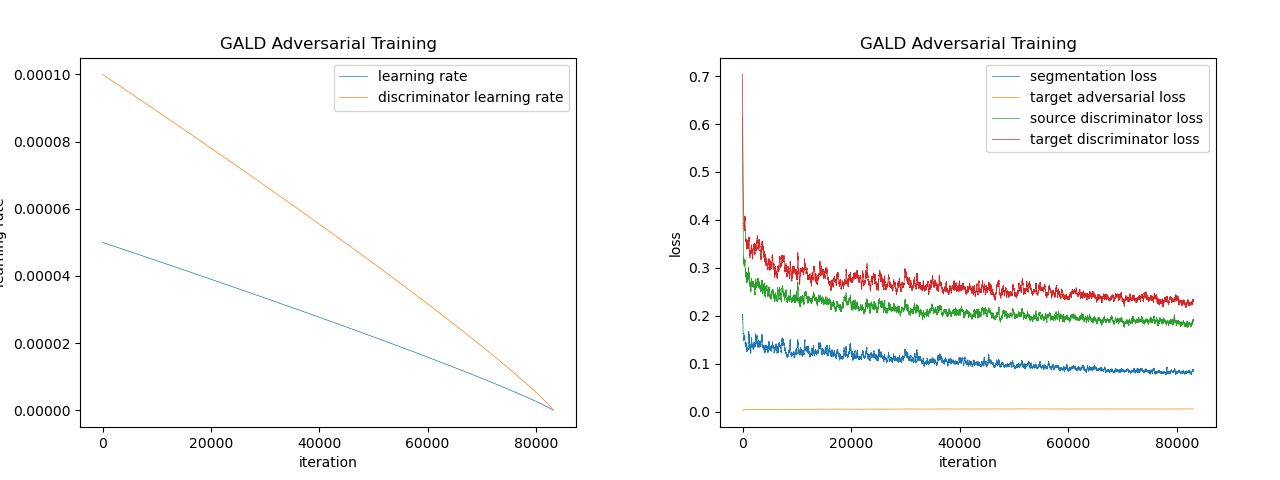 GALD Adversarial Training
learning rate
discriminator learning rate
0.00010
0.00008
0.00006
0.00004
0.00002
0.00000
0
20000
40000
60000
80000
iteration
GALD Adversarial Training
segmentation loss
target adversarial loss
source discriminator loss
target discriminator loss
loss
0.7
0.6
0.5
0.4
0.3
0.2
0.1
0.0
0
20000
40000
60000
80000
iteration